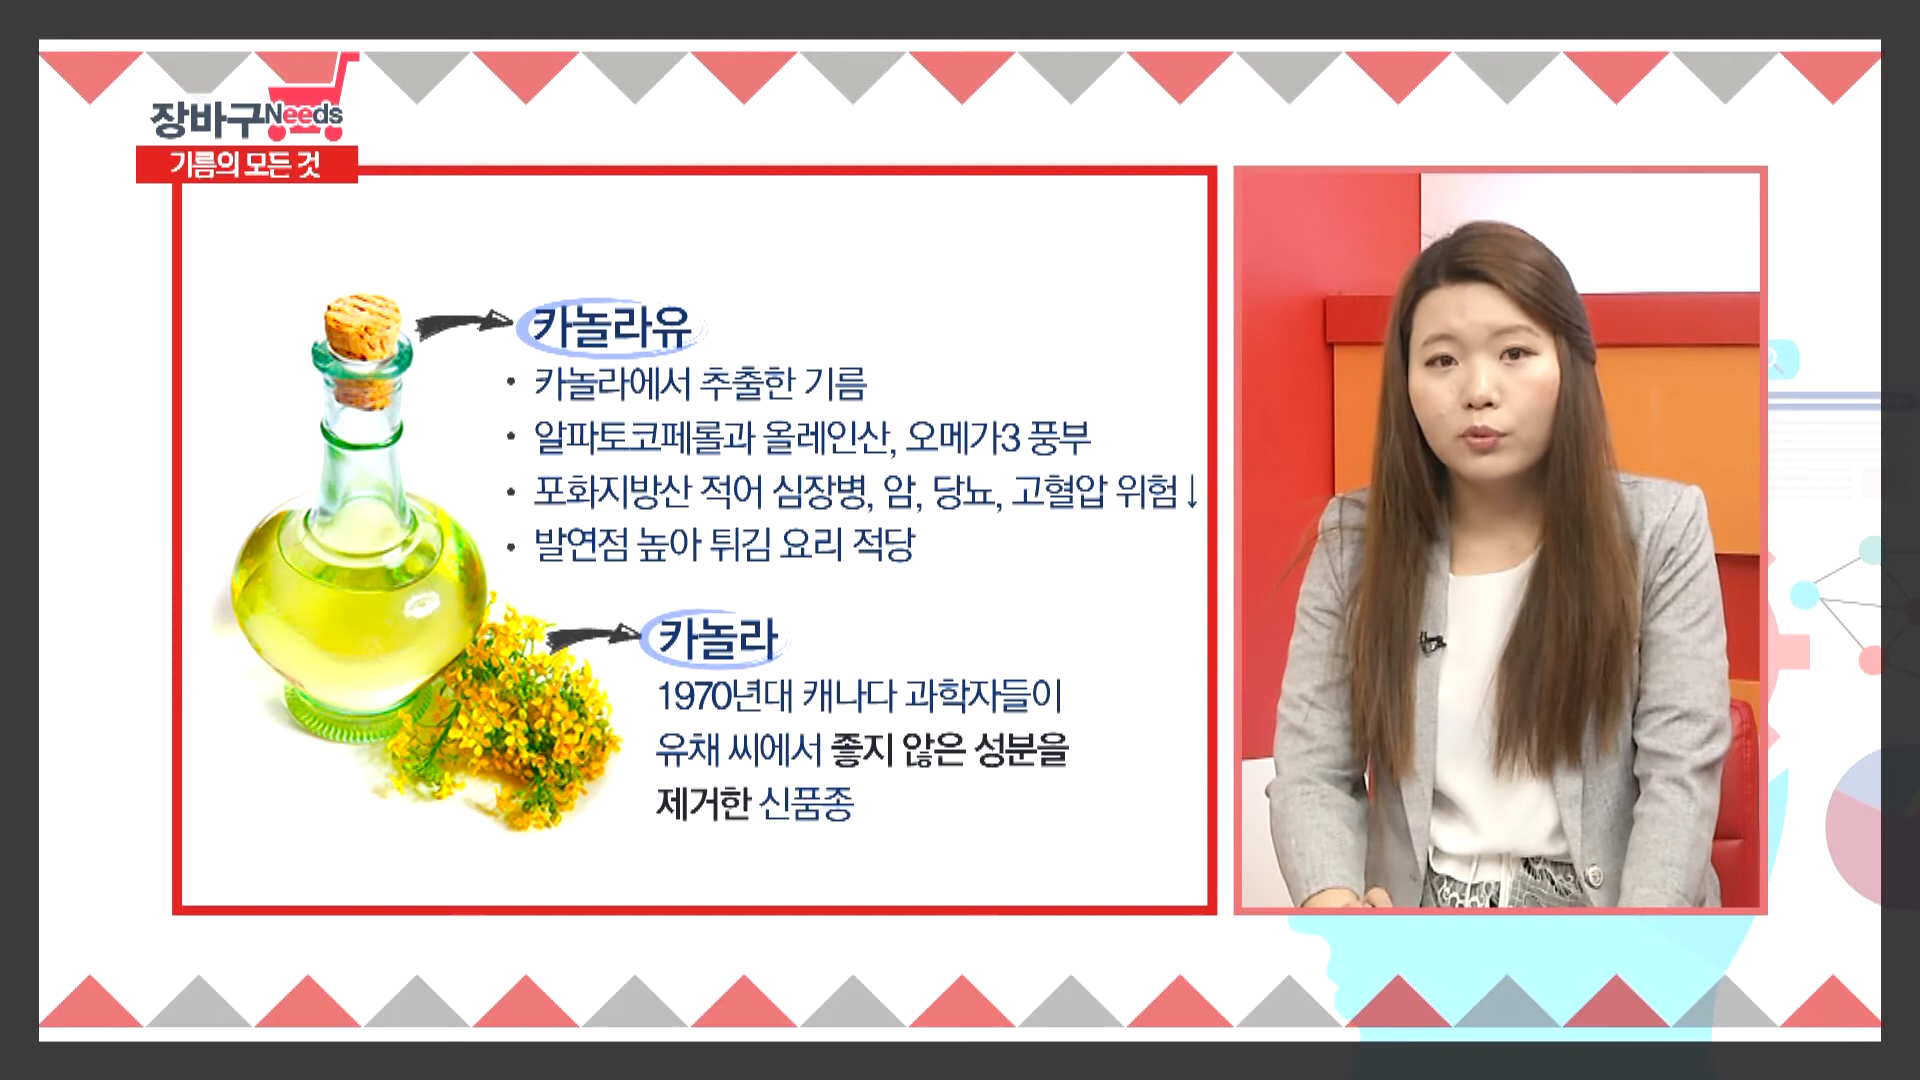 장바구Needs
기름의 모든 것
카놀라유
• 카놀라에서 추출한 기름
• 알파토코페롤과 올레인산, 오메가3 풍부
• 포화지방산 적어 심장병, 암, 당뇨, 고혈압 위험↓
• 발연점 높아 튀김 요리 적당
카놀라
1970년대 캐나다 과학자들이
유채 씨에서 좋지 않은 성분을
제거한 신품종